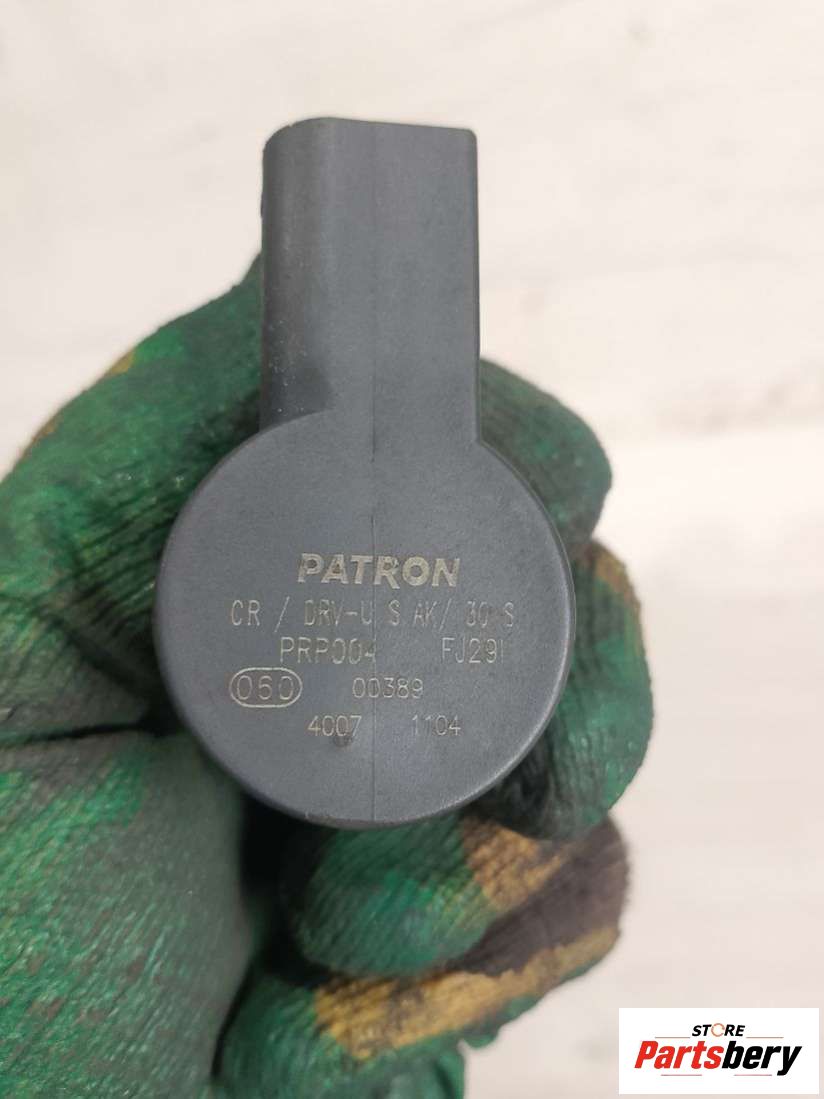 PATRON
CR / DRV-U S AK/ 30 S
PRP004 FJ291
060 00389
4007 1104
STORE
Partsbery